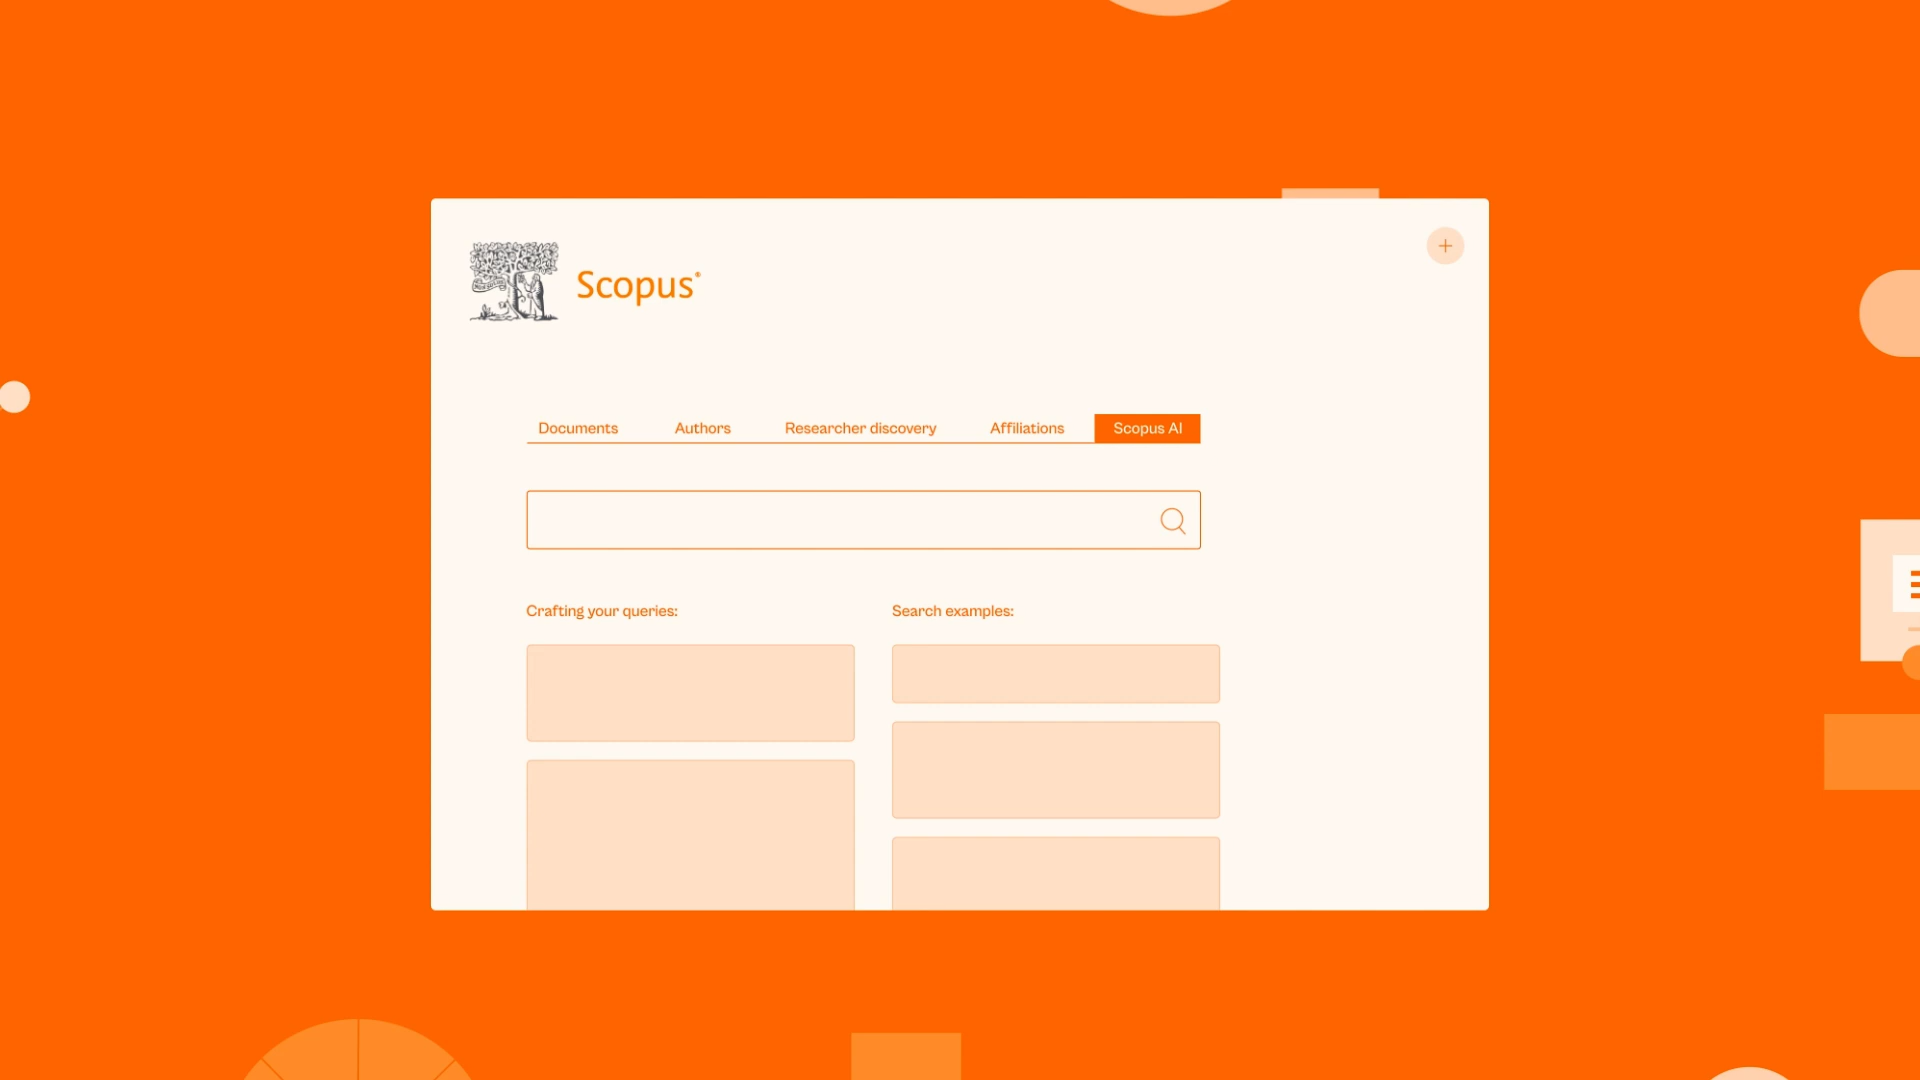 Scopus®
Documents Authors Researcher discovery Affiliations Scopus AI
Crafting your queries: Search examples: